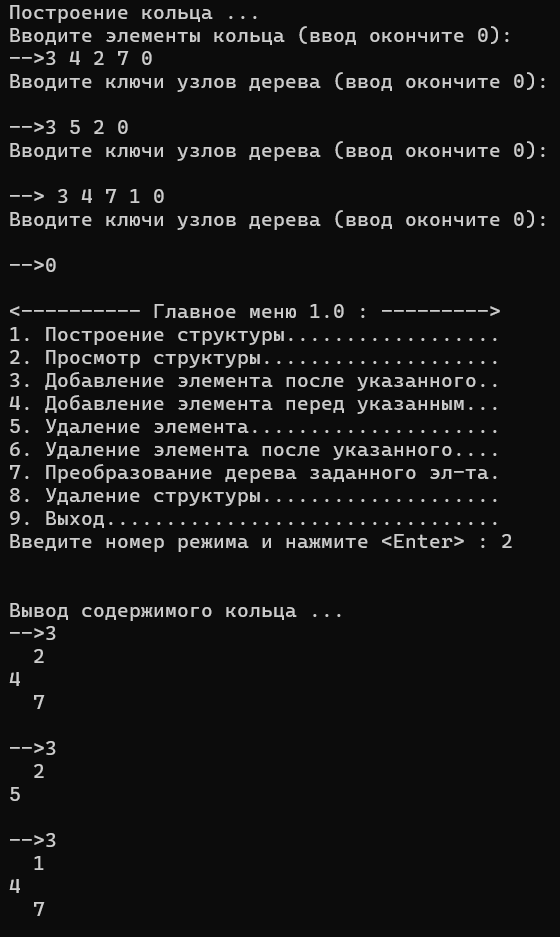 Построение кольца ...
Вводите элементы кольца (ввод окончите 0):
-->3 4 2 7 0
Вводите ключи узлов дерева (ввод окончите 0):
-->3 5 2 0
Вводите ключи узлов дерева (ввод окончите 0):
--> 3 4 7 1 0
Вводите ключи узлов дерева (ввод окончите 0):
-->0
<---------- Главное меню 1.0 : --------->
1. Построение структуры..................
2. Просмотр структуры....................
3. Добавление элемента после указанного..
4. Добавление элемента перед указанным...
5. Удаление элемента.....................
6. Удаление элемента после указанного....
7. Преобразование дерева заданного эл-та.
8. Удаление структуры....................
9. Выход.................................
Введите номер режима и нажмите <Enter> : 2
Вывод содержимого кольца ...
-->3
  2
4
  7
-->3
  2
5
-->3
  1
4
  7